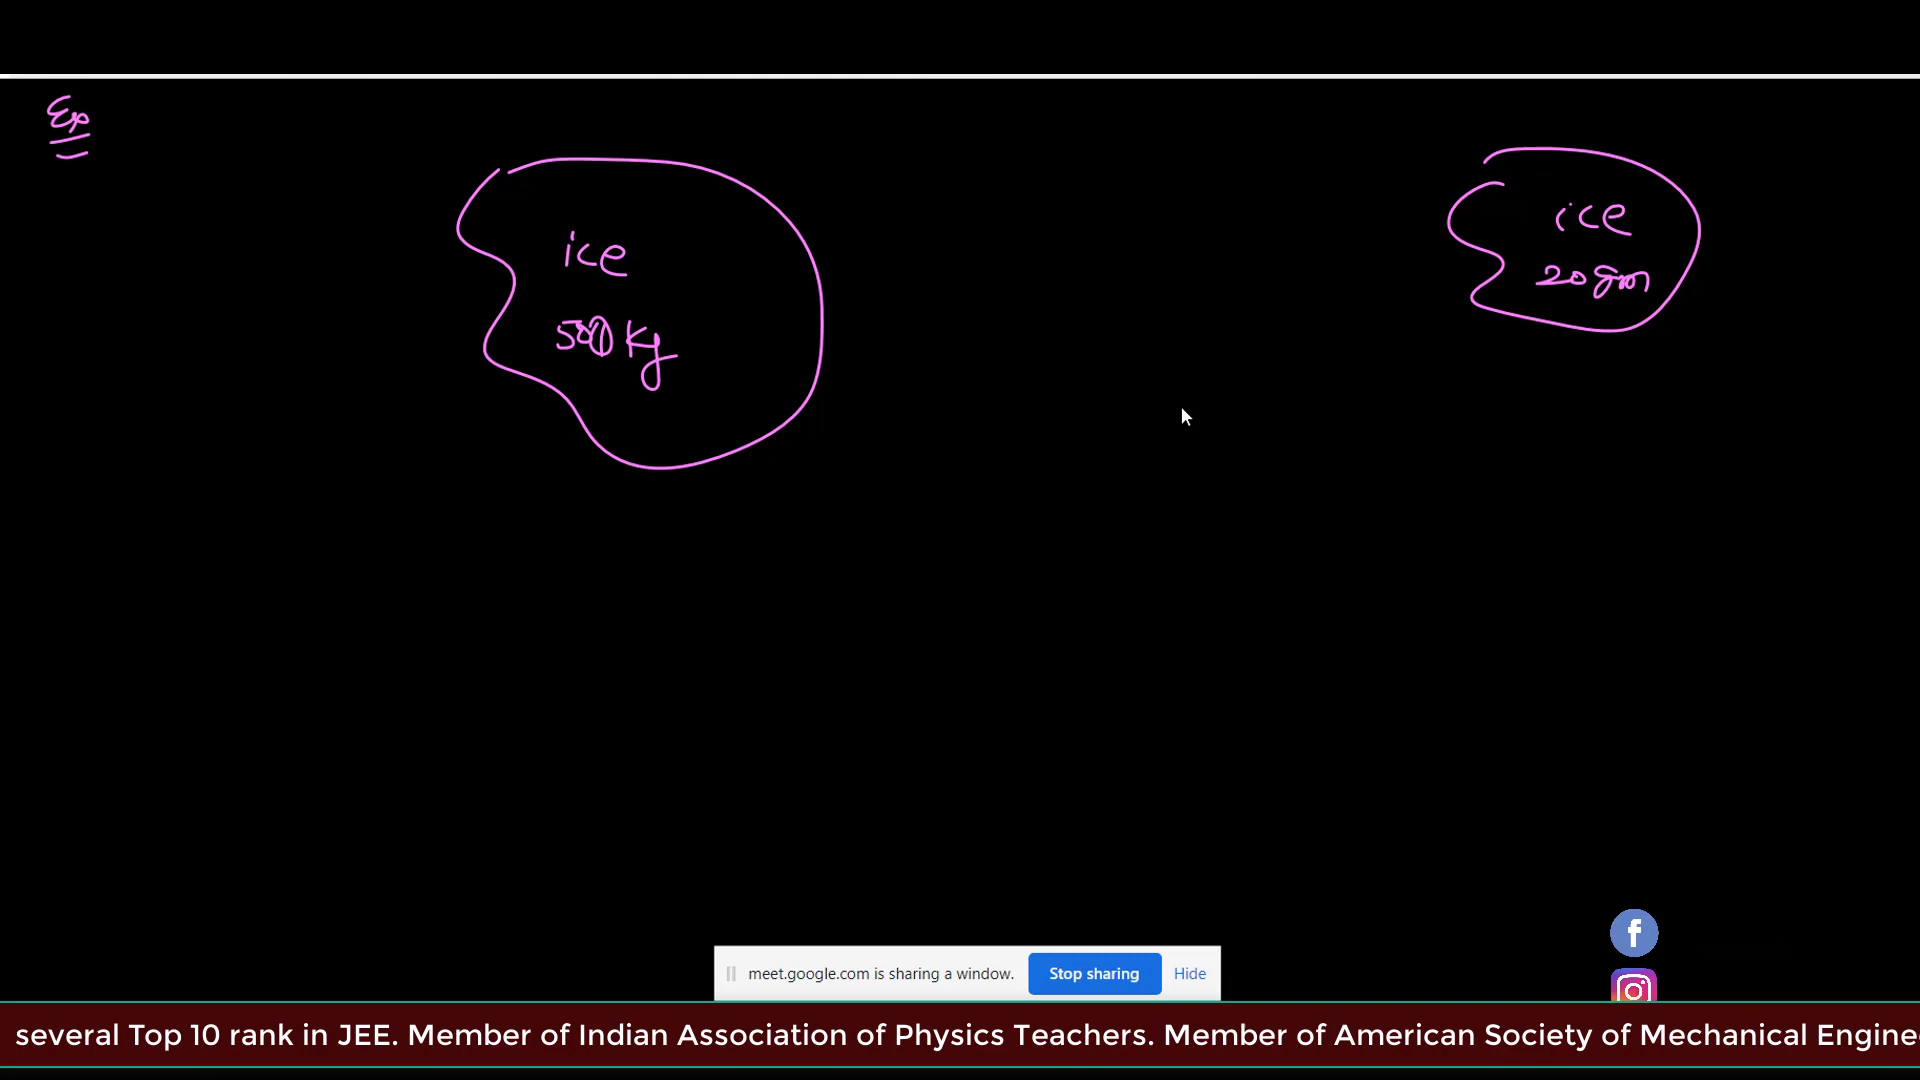 Ex
ice
500 Kg
ice
20 gm
meet.google.com is sharing a window. Stop sharing Hide
several Top 10 rank in JEE. Member of Indian Association of Physics Teachers. Member of American Society of Mechanical Engine